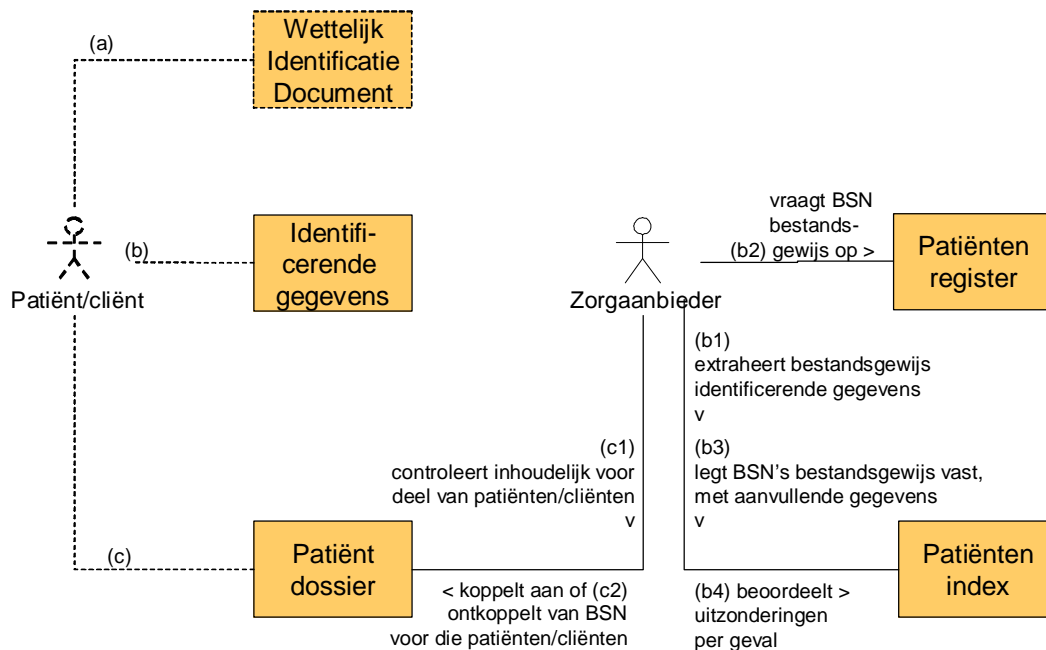 (a)
Wettelijk
Identificatie
Document
(b)
Identifi-
cerende
gegevens
Patiënt/cliënt
Zorgaanbieder
vraagt BSN
bestands-
(b2) gewijs op >
Patiënten
register
(b1)
extraheert bestandsgewijs
identificerende gegevens
v
(c1)
controleert inhoudelijk voor
deel van patiënten/cliënten
v
(b3)
legt BSN's bestandsgewijs vast,
met aanvullende gegevens
v
(c)
Patiënt
dossier
< koppelt aan of (c2)
ontkoppelt van BSN
voor die patiënten/cliënten
(b4) beoordeelt >
uitzonderingen
per geval
Patiënten
index